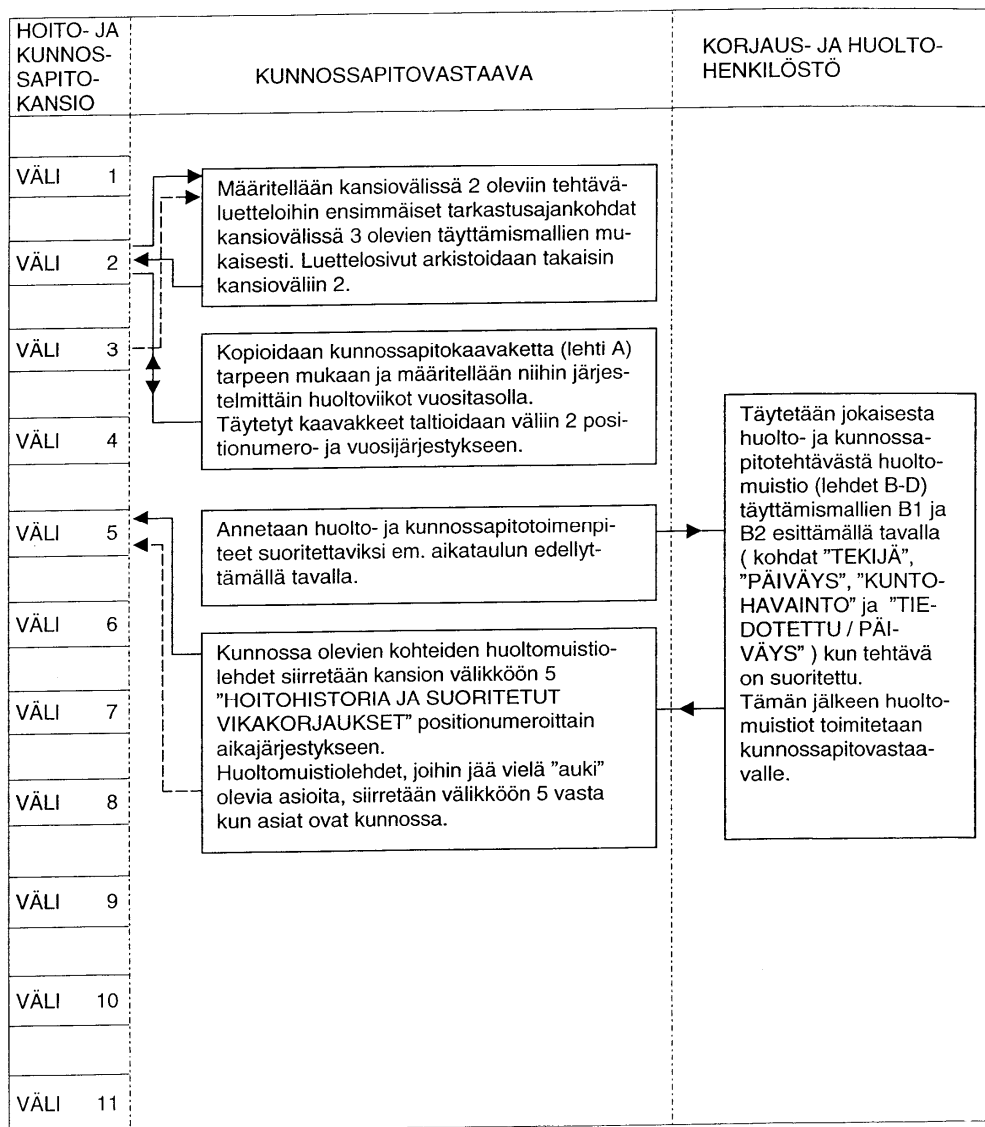 HOITO- JA
KUNNOS-
SAPITO-
KANSIO
KUNNOSSAPITOVASTAAVA
KORJAUS- JA HUOLTO-
HENKILÖSTÖ
VÄLI 1
VÄLI 2
VÄLI 3
VÄLI 4
VÄLI 5
VÄLI 6
VÄLI 7
VÄLI 8
VÄLI 9
VÄLI 10
VÄLI 11
Määritellään kansiovälissä 2 oleviin tehtävä-
luetteloihin ensimmäiset tarkastusajankohdat
kansiovälissä 3 olevien täyttämismallien mu-
kaisesti. Luettelosivut arkistoidaan takaisin
kansioväliin 2.
Kopioidaan kunnossapitokaavaketta (lehti A)
tarpeen mukaan ja määritellään niihin järjes-
telmittäin huoltoviikot vuositasolla.
Täytetyt kaavakkeet taltioidaan väliin 2 posi-
tionumero- ja vuosijärjestykseen.
Annetaan huolto- ja kunnossapitotoimenpi-
teet suoritettaviksi em. aikataulun edellyt-
tämällä tavalla.
Kunnossa olevien kohteiden huoltomuistio-
lehdet siirretään kansion välikköön 5
"HOITOHISTORIA JA SUORITETUT
VIKAKORJAUKSET" positionumeroittain
aikajärjestykseen.
Huoltomuistiolehdet, joihin jää vielä "auki"
olevia asioita, siirretään välikköön 5 vasta
kun asiat ovat kunnossa.
Täytetään jokaisesta
huolto- ja kunnossa-
pitotehtävästä huolto-
muistio (lehdet B-D)
täyttämismallien B1 ja
B2 esittämällä tavalla
( kohdat "TEKIJÄ",
"PÄIVÄYS", "KUNTO-
HAVAINTO" ja "TIE-
DOTETTU / PÄI-
VÄYS" ) kun tehtävä
on suoritettu.
Tämän jälkeen huolto-
muistiot toimitetaan
kunnossapitovastaa-
valle.